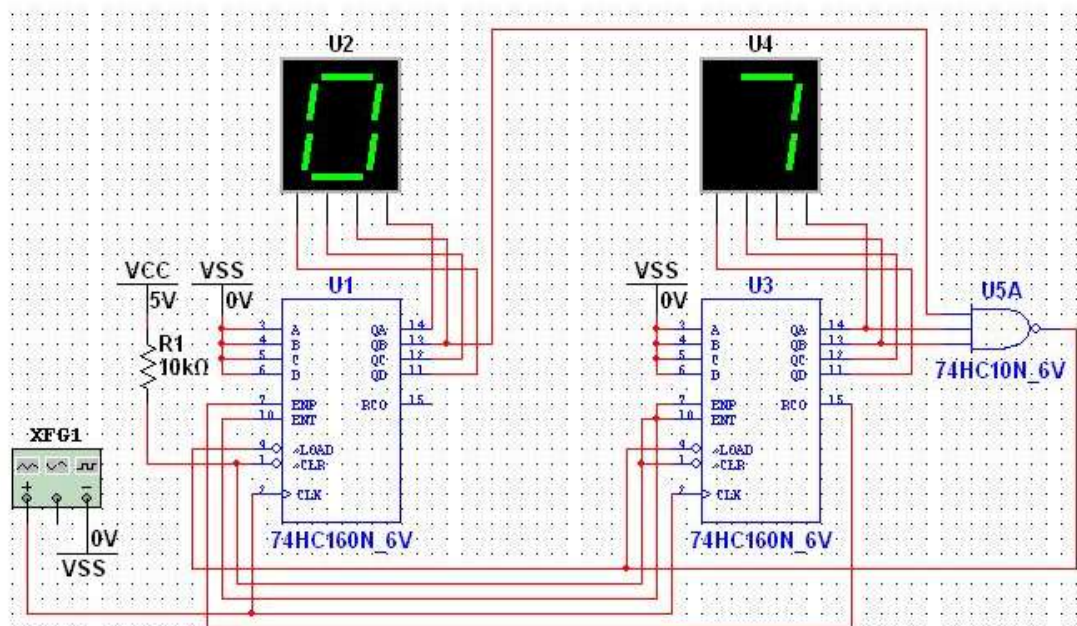 U2
0
U4
7
VCC
5V
VSS
0V
U1
R1
10kΩ
3 A QA 14
4 B QB 13
5 C QC 12
6 D QD 11
7 ENP RCO 15
10 ENT
9 ~LOAD
1 ~CLR
2 CLK
74HC160N_6V
VSS
0V
U3
3 A QA 14
4 B QB 13
5 C QC 12
6 D QD 11
7 ENP RCO 15
10 ENT
9 ~LOAD
1 ~CLR
2 CLK
74HC160N_6V
U5A
74HC10N_6V
XFG1
+ −
0V
VSS